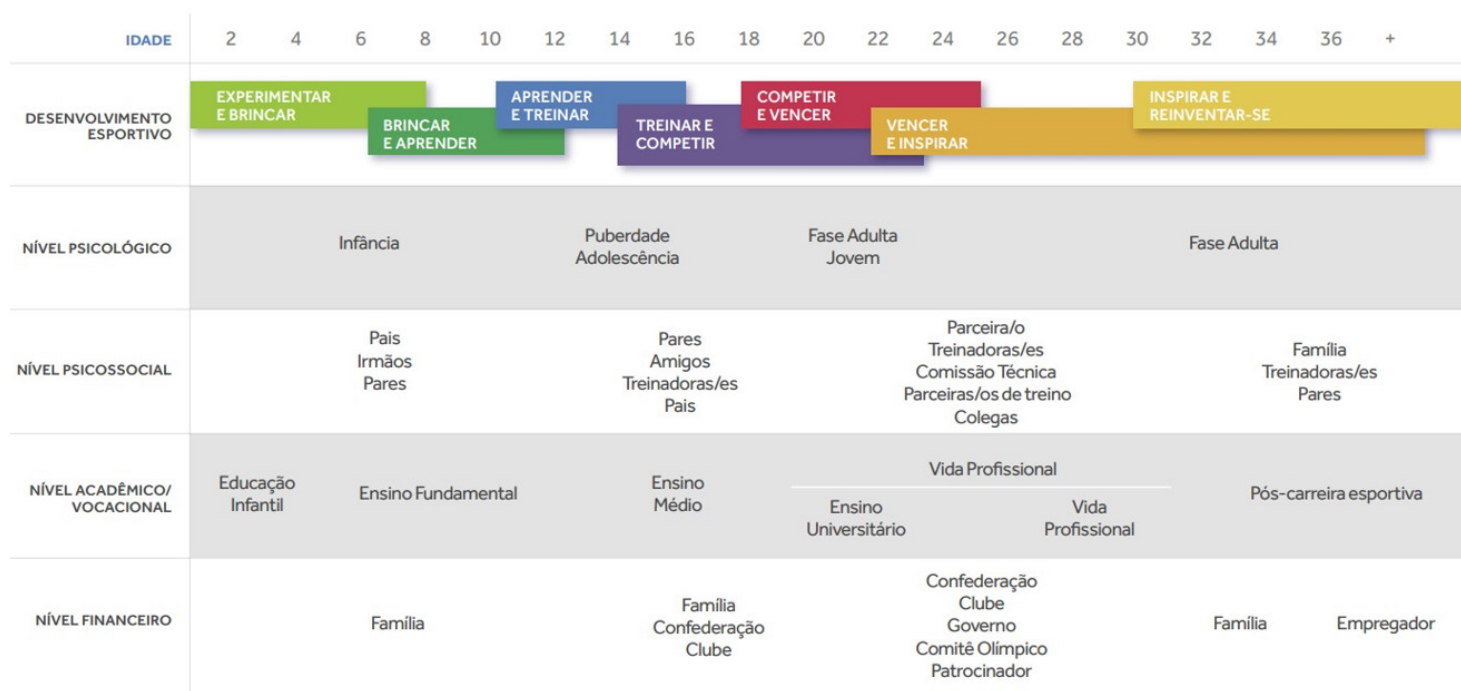 IDADE 2 4 6 8 10 12 14 16 18 20 22 24 26 28 30 32 34 36 +
DESENVOLVIMENTO
ESPORTIVO
EXPERIMENTAR
E BRINCAR
BRINCAR
E APRENDER
APRENDER
E TREINAR
TREINAR E
COMPETIR
COMPETIR
E VENCER
VENCER
E INSPIRAR
INSPIRAR E
REINVENTAR-SE
NÍVEL PSICOLÓGICO
Infância
Puberdade
Adolescência
Fase Adulta
Jovem
Fase Adulta
NÍVEL PSICOSSOCIAL
Pais
Irmãos
Pares
Pares
Amigos
Treinadoras/es
Pais
Parceira/o
Treinadoras/es
Comissão Técnica
Parceiras/os de treino
Colegas
Família
Treinadoras/es
Pares
NÍVEL ACADÊMICO/
VOCACIONAL
Educação
Infantil
Ensino Fundamental
Ensino
Médio
Vida Profissional
Ensino
Universitário
Vida
Profissional
Pós-carreira esportiva
NÍVEL FINANCEIRO
Família
Família
Confederação
Clube
Confederação
Clube
Governo
Comitê Olímpico
Patrocinador
Família
Empregador